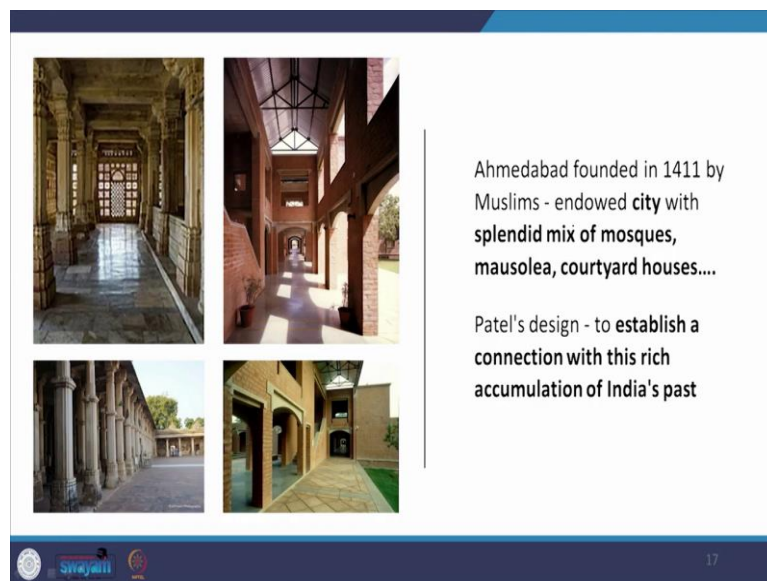 Ahmedabad founded in 1411 by
Muslims - endowed city with
splendid mix of mosques,
mausolea, courtyard houses....
Patel's design - to establish a
connection with this rich
accumulation of India's past
swayam
17